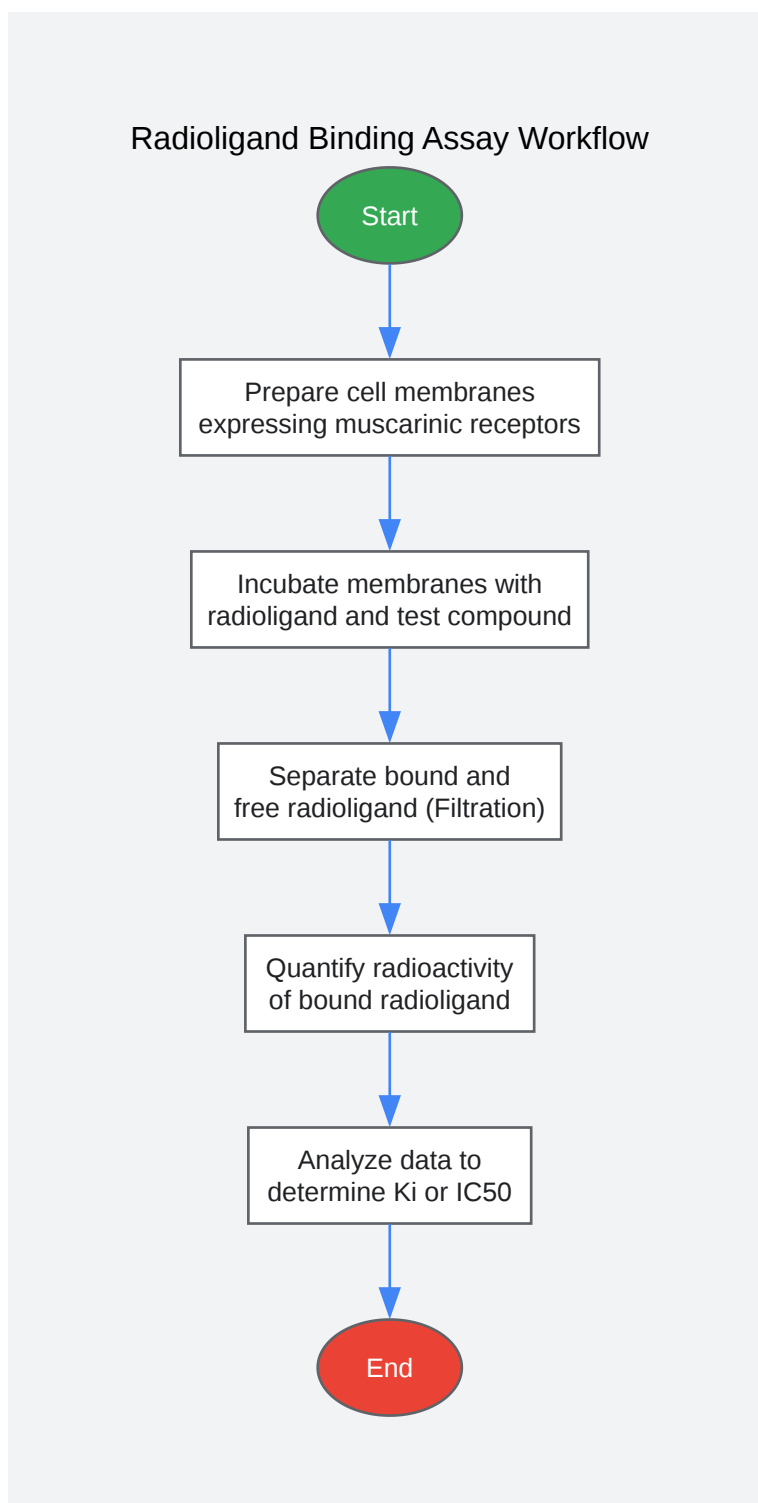 Radioligand Binding Assay Workflow
Start
Prepare cell membranes
expressing muscarinic receptors
Incubate membranes with
radioligand and test compound
Separate bound and
free radioligand (Filtration)
Quantify radioactivity
of bound radioligand
Analyze data to
determine Ki or IC50
End